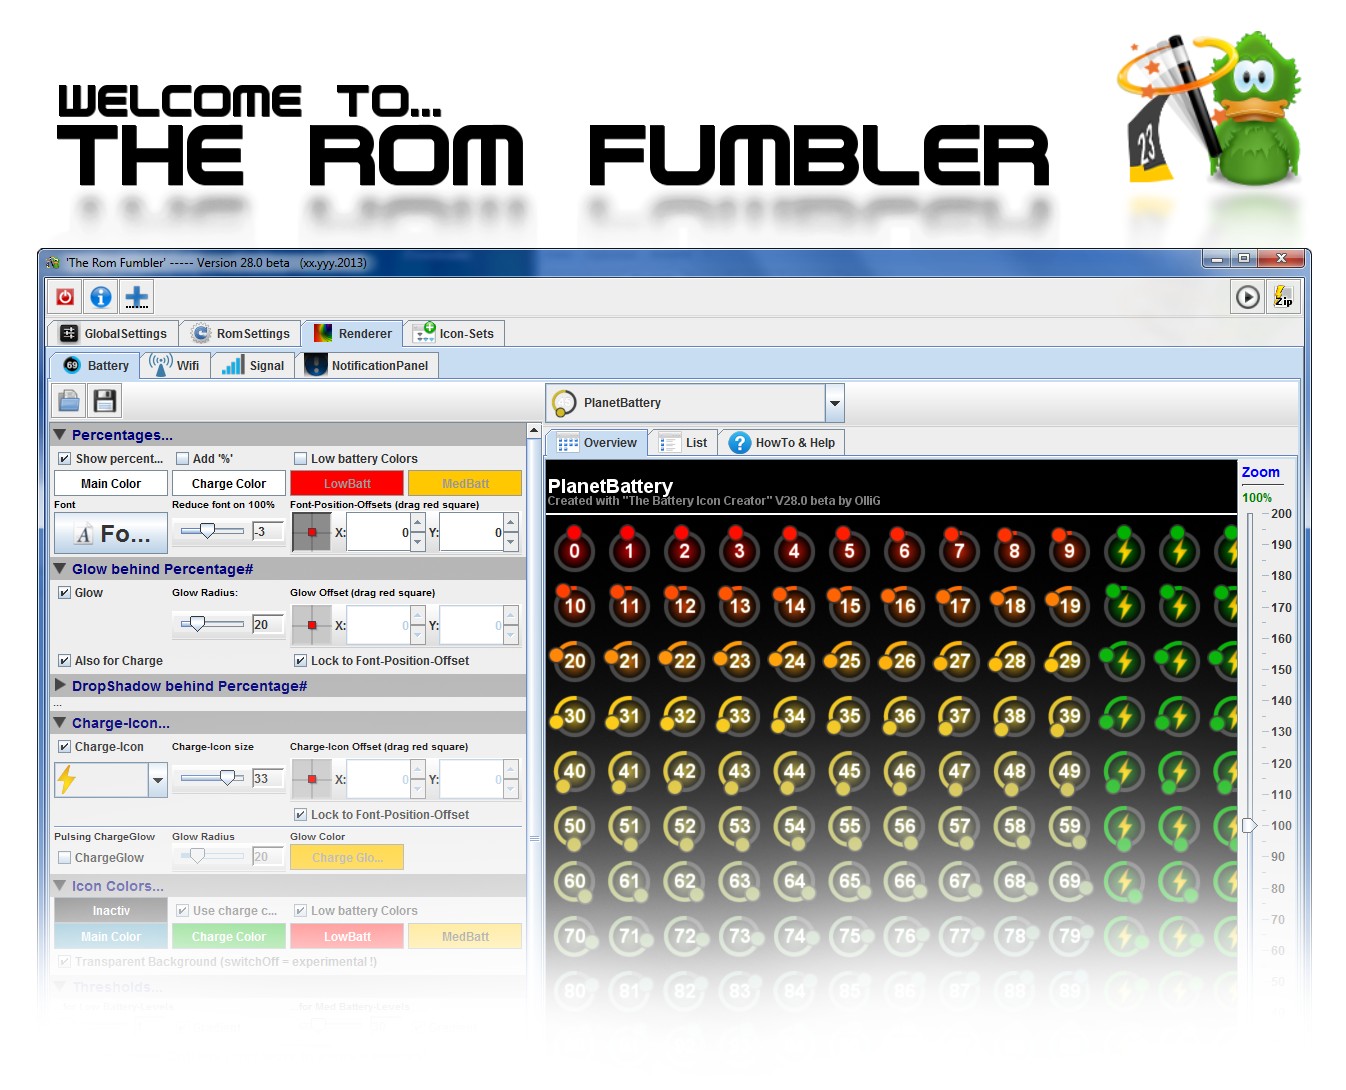 WELCOME TO...
THE ROM FUMBLER
23
'The Rom Fumbler' ----- Version 28.0 beta (xx.yyy.2013)
Zip
GlobalSettings RomSettings Renderer Icon-Sets
69 Battery Wifi Signal NotificationPanel
PlanetBattery
Overview List ? HowTo & Help
Percentages...
Show percent... Add '%' Low battery Colors
Main Color Charge Color LowBatt MedBatt
Font Reduce font on 100% Font-Position-Offsets (drag red square)
A Fo... -3 X: 0 Y: 0
Glow behind Percentage#
Glow Glow Radius: Glow Offset (drag red square)
20 X: 0 Y: 0
Also for Charge Lock to Font-Position-Offset
DropShadow behind Percentage#
...
Charge-Icon...
Charge-Icon Charge-Icon size Charge-Icon Offset (drag red square)
33 X: 0 Y: 0
Lock to Font-Position-Offset
Pulsing ChargeGlow Glow Radius Glow Color
ChargeGlow 20 Charge Glo...
Icon Colors...
Inactiv Use charge c... Low battery Colors
Main Color Charge Color LowBatt MedBatt
Transparent Background (switchOff = experimental !)
Thresholds...
for Med Battery-Levels
PlanetBattery
Created with "The Battery Icon Creator" V28.0 beta by OlliG
0 1 2 3 4 5 6 7 8 9
10 11 12 13 14 15 16 17 18 19
20 21 22 23 24 25 26 27 28 29
30 31 32 33 34 35 36 37 38 39
40 41 42 43 44 45 46 47 48 49
50 51 52 53 54 55 56 57 58 59
60 61 62 63 64 65 66 67 68 69
70 71 72 73 74 75 76 77 78 79
80 81 82 83 84 85 86 87 88 89
Zoom
100%
200
190
180
170
160
150
140
130
120
110
100
90
80
70
60
50